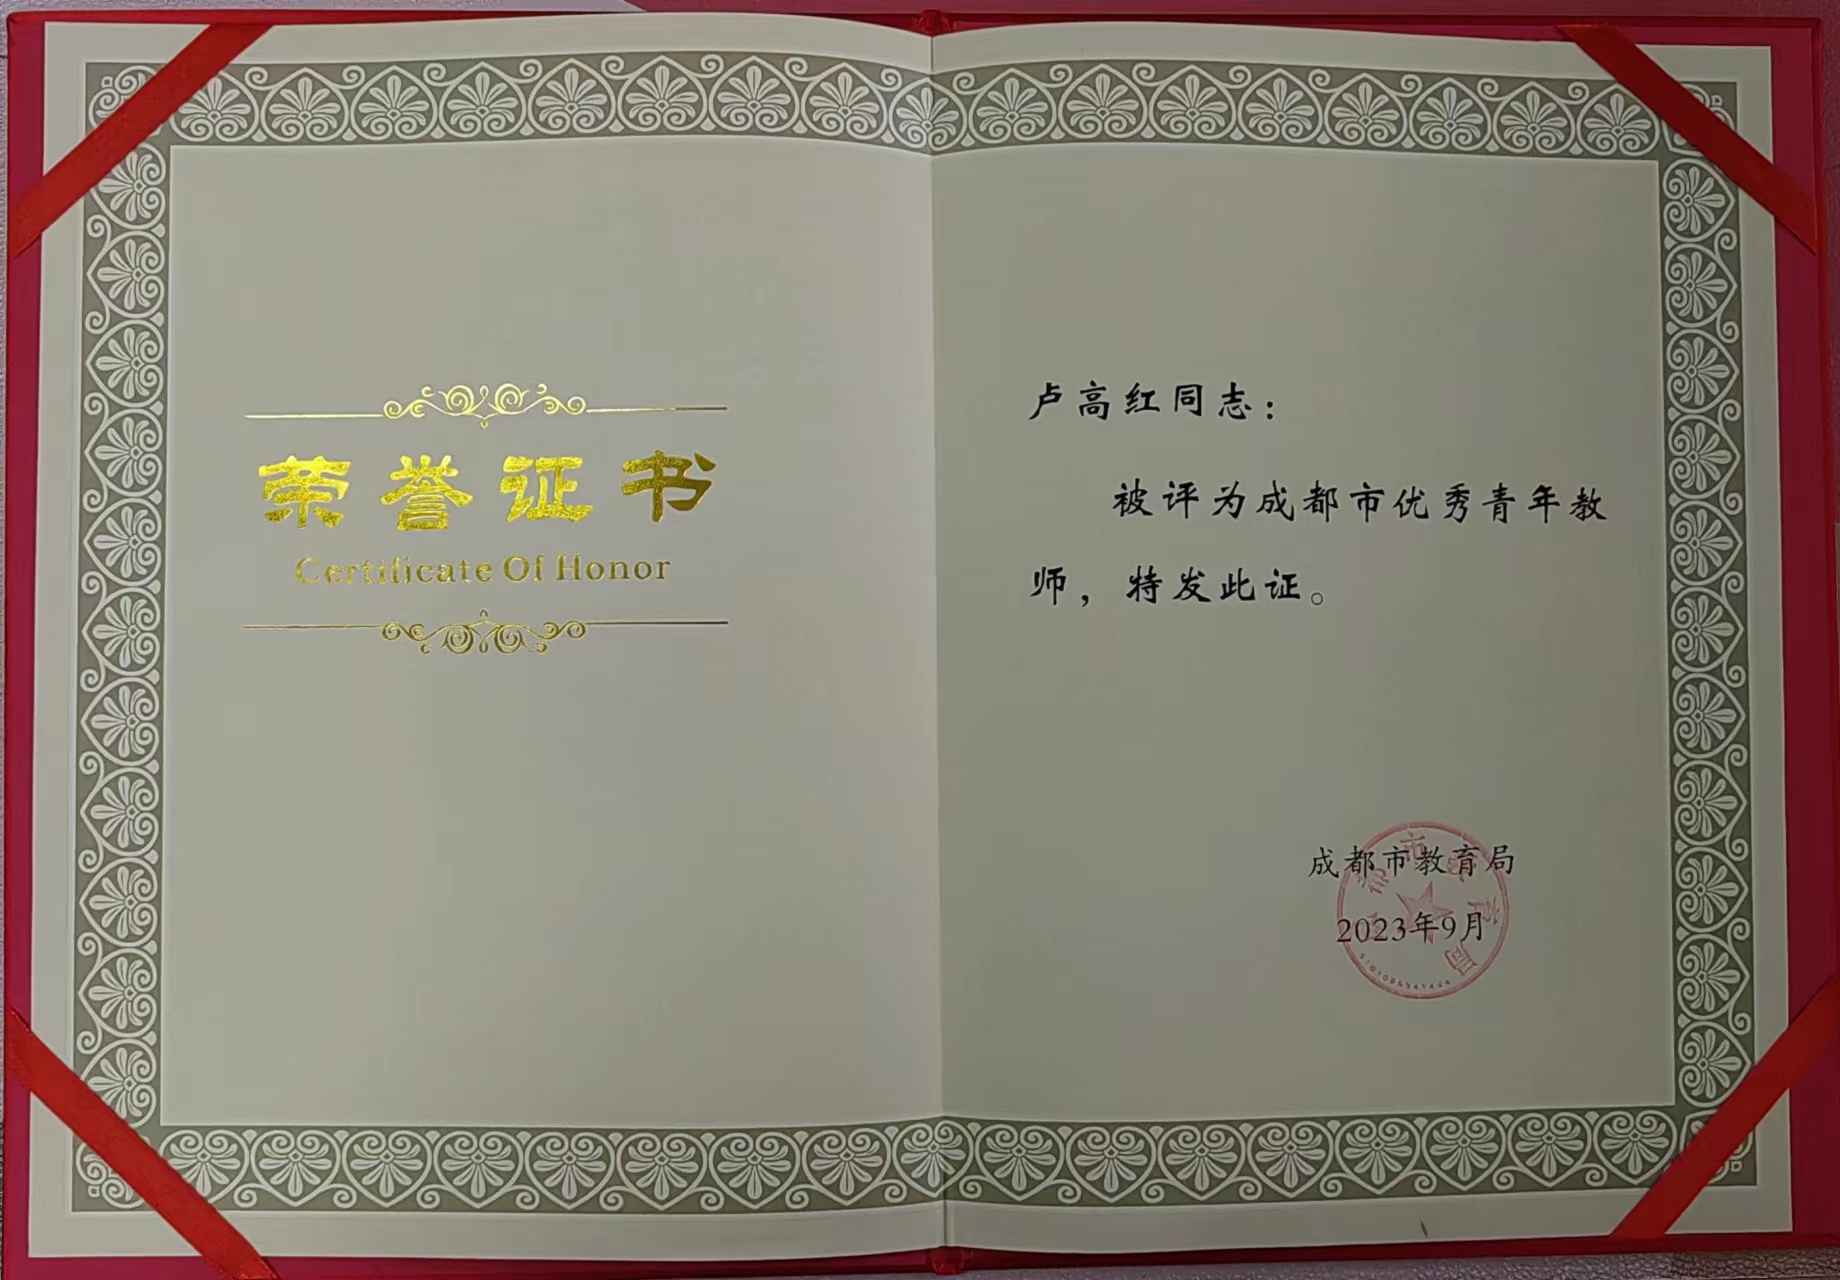 荣誉证书
Certificate Of Honor
卢高红同志：
被评为成都市优秀青年教
师，特发此证。
成都市教育局
2023年9月